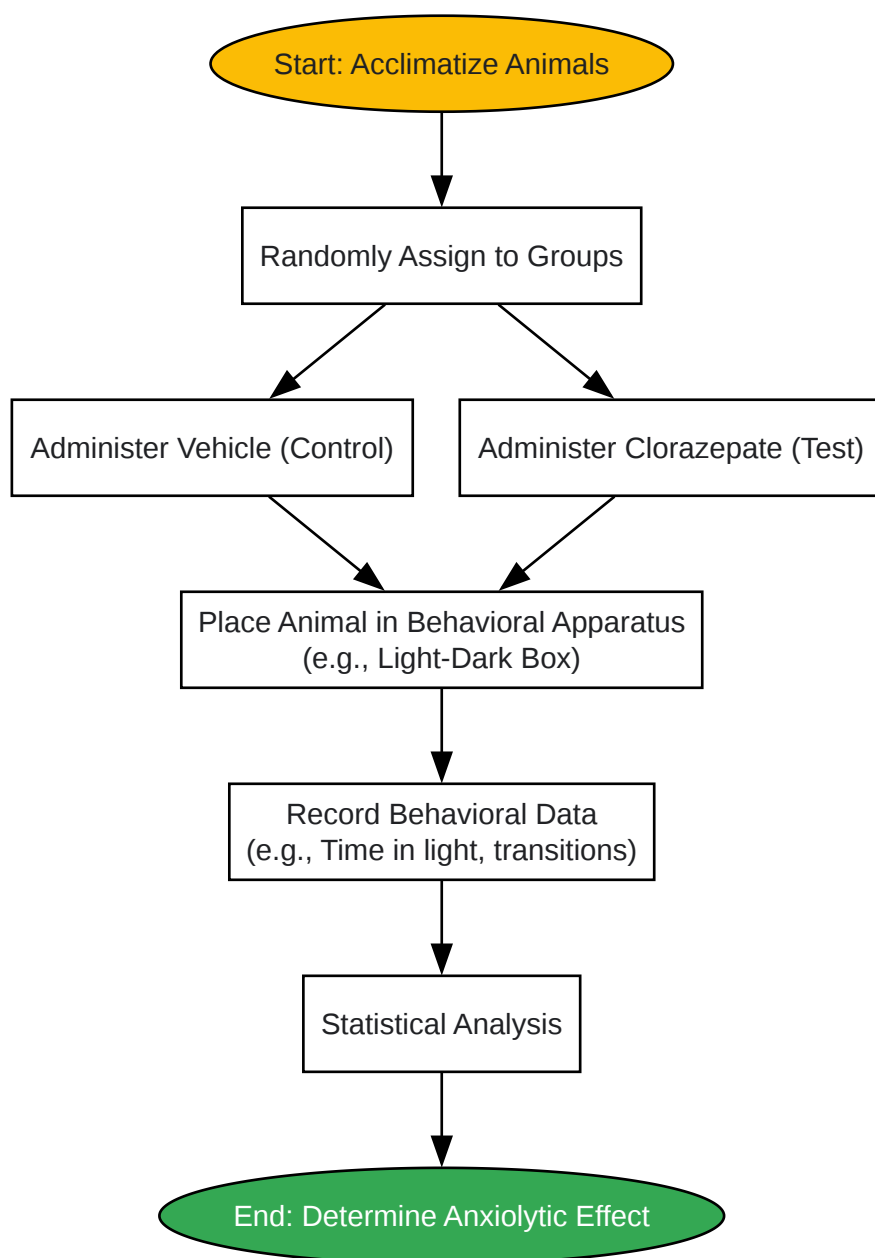 Start: Acclimatize Animals
Randomly Assign to Groups
Administer Vehicle (Control)
Administer Clorazepate (Test)
Place Animal in Behavioral Apparatus
(e.g., Light-Dark Box)
Record Behavioral Data
(e.g., Time in light, transitions)
Statistical Analysis
End: Determine Anxiolytic Effect